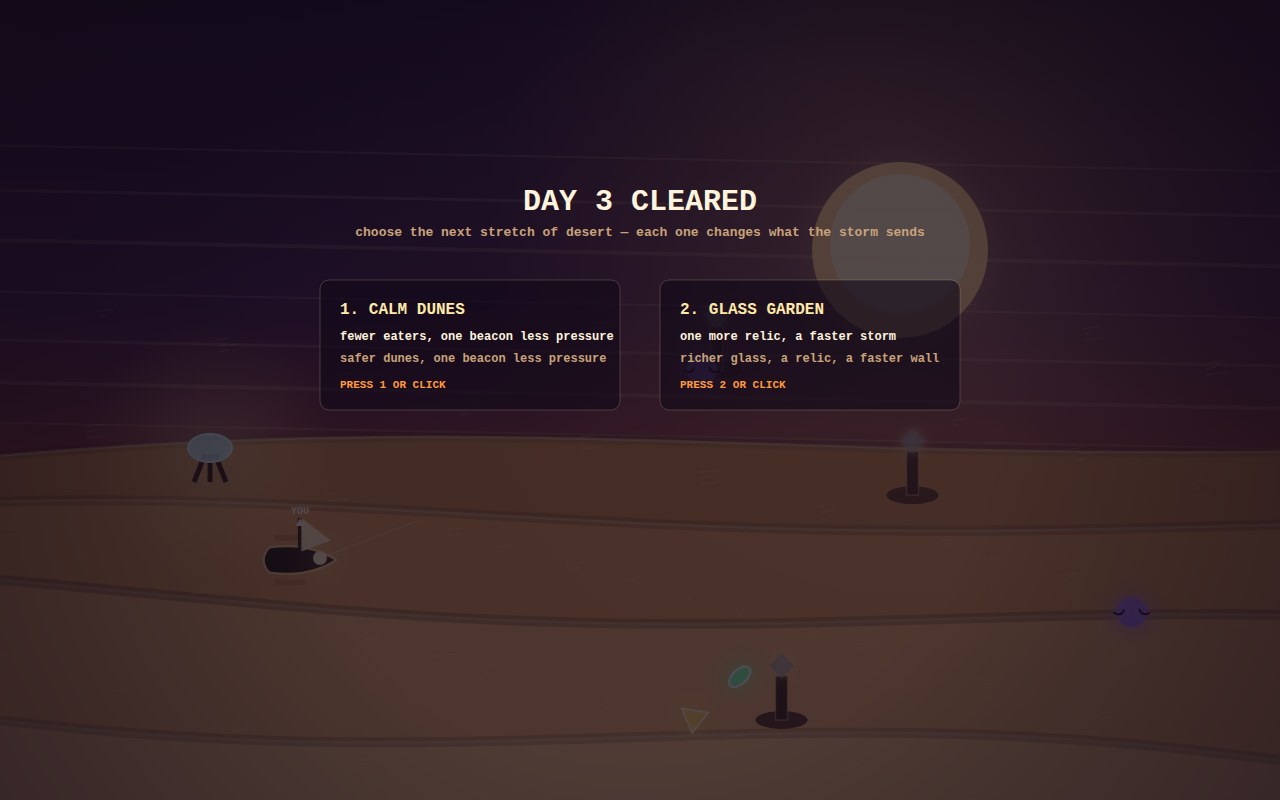 DAY 3 CLEARED
choose the next stretch of desert — each one changes what the storm sends
1. CALM DUNES
fewer eaters, one beacon less pressure
safer dunes, one beacon less pressure
PRESS 1 OR CLICK
2. GLASS GARDEN
one more relic, a faster storm
richer glass, a relic, a faster wall
PRESS 2 OR CLICK
YOU